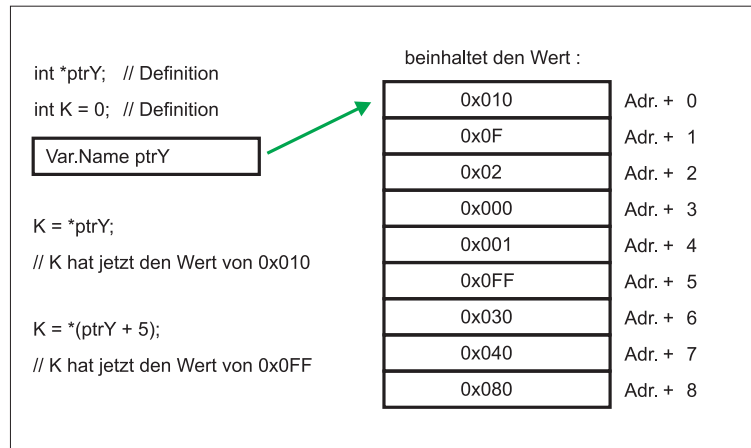 int *ptrY;   // Definition
int K = 0;  // Definition
Var.Name ptrY
K = *ptrY;
// K hat jetzt den Wert von 0x010
K = *(ptrY + 5);
// K hat jetzt den Wert von 0x0FF
beinhaltet den Wert :
0x010 Adr. + 0
0x0F Adr. + 1
0x02 Adr. + 2
0x000 Adr. + 3
0x001 Adr. + 4
0x0FF Adr. + 5
0x030 Adr. + 6
0x040 Adr. + 7
0x080 Adr. + 8